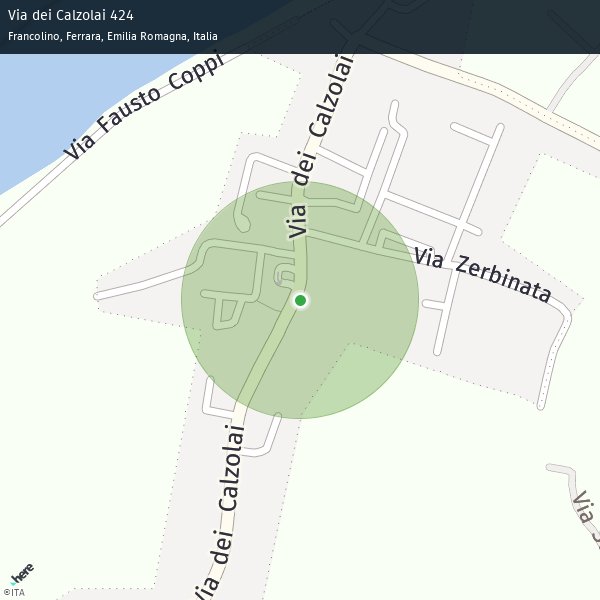 Via dei Calzolai 424
Francolino, Ferrara, Emilia Romagna, Italia
Via Fausto Coppi
Via dei Calzolai
Via Zerbinata
Via dei Calzolai
Via
here
©ITA